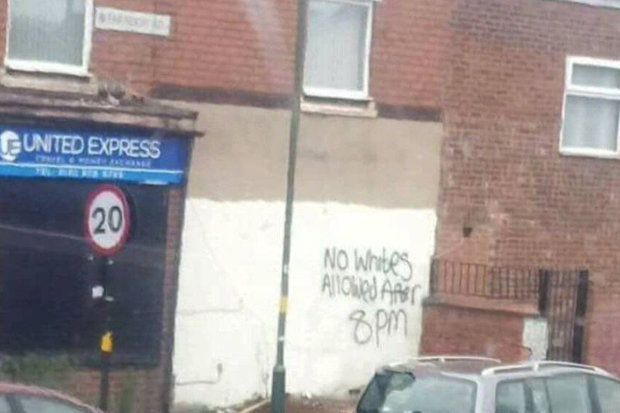 UNITED EXPRESS
TRAVEL & MONEY EXCHANGE
20
No Whites
Allowed After
8pm